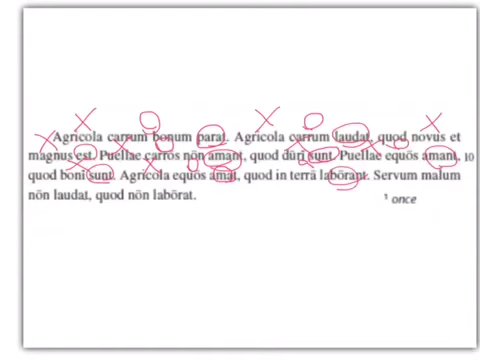 Agricola carrum bonum parat. Agricola carrum laudat, quod novus et
magnus est. Puellae carros nōn amant, quod dūrī sunt. Puellae equōs amant, 10
quod bonī sunt. Agricola equōs amat, quod in terrā labōrant. Servum malum
nōn laudat, quod nōn labōrat.
¹ once